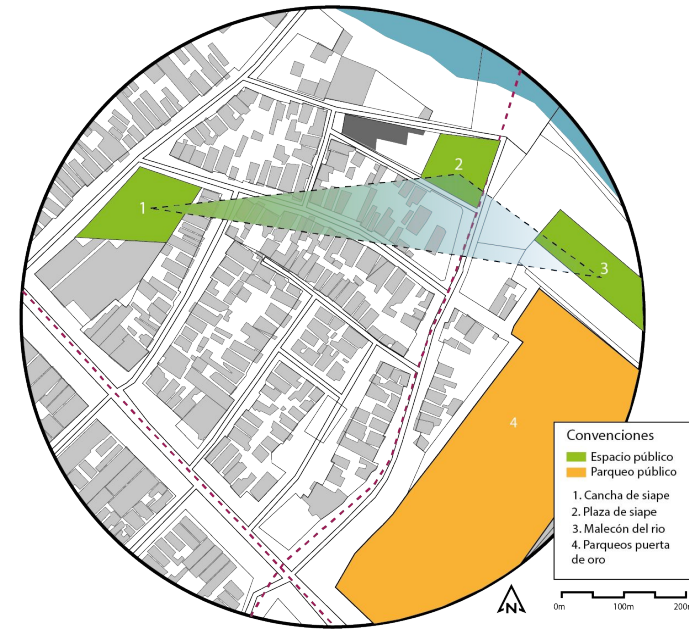 1
2
3
4
Convenciones
Espacio público
Parqueo público
1. Cancha de siape
2. Plaza de siape
3. Malecón del rio
4. Parqueos puerta
de oro
N
0m 100m 200m